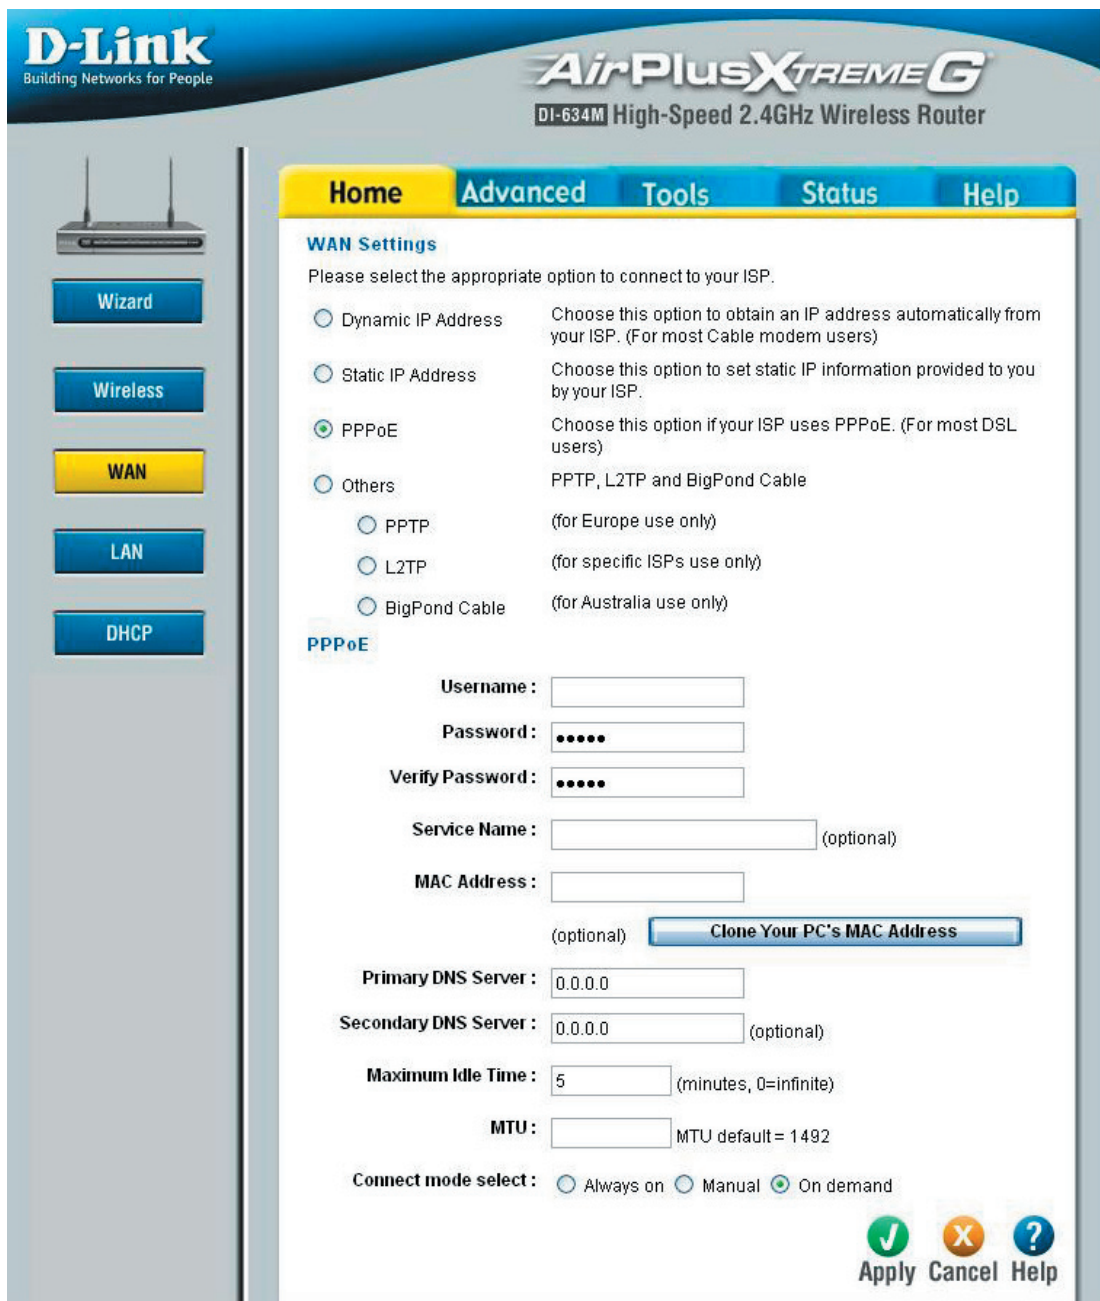 D-Link
Building Networks for People
AirPlus XTREME G
DI-634M High-Speed 2.4GHz Wireless Router
Home Advanced Tools Status Help
Wizard
Wireless
WAN
LAN
DHCP
WAN Settings
Please select the appropriate option to connect to your ISP.
Dynamic IP Address Choose this option to obtain an IP address automatically from
your ISP. (For most Cable modem users)
Static IP Address Choose this option to set static IP information provided to you
by your ISP.
PPPoE Choose this option if your ISP uses PPPoE. (For most DSL
users)
Others PPTP, L2TP and BigPond Cable
PPTP (for Europe use only)
L2TP (for specific ISPs use only)
BigPond Cable (for Australia use only)
PPPoE
Username :
Password : •••••
Verify Password : •••••
Service Name : (optional)
MAC Address :
(optional) Clone Your PC's MAC Address
Primary DNS Server : 0.0.0.0
Secondary DNS Server : 0.0.0.0 (optional)
Maximum Idle Time : 5 (minutes, 0=infinite)
MTU : MTU default = 1492
Connect mode select : Always on Manual On demand
Apply Cancel Help